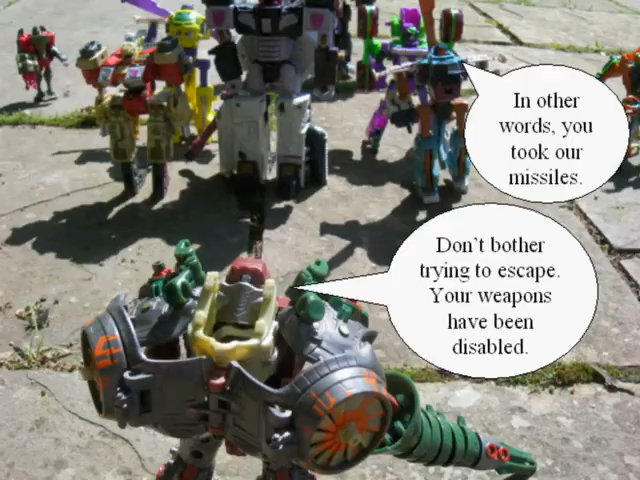 In other
words, you
took our
missiles.
Don't bother
trying to escape.
Your weapons
have been
disabled.